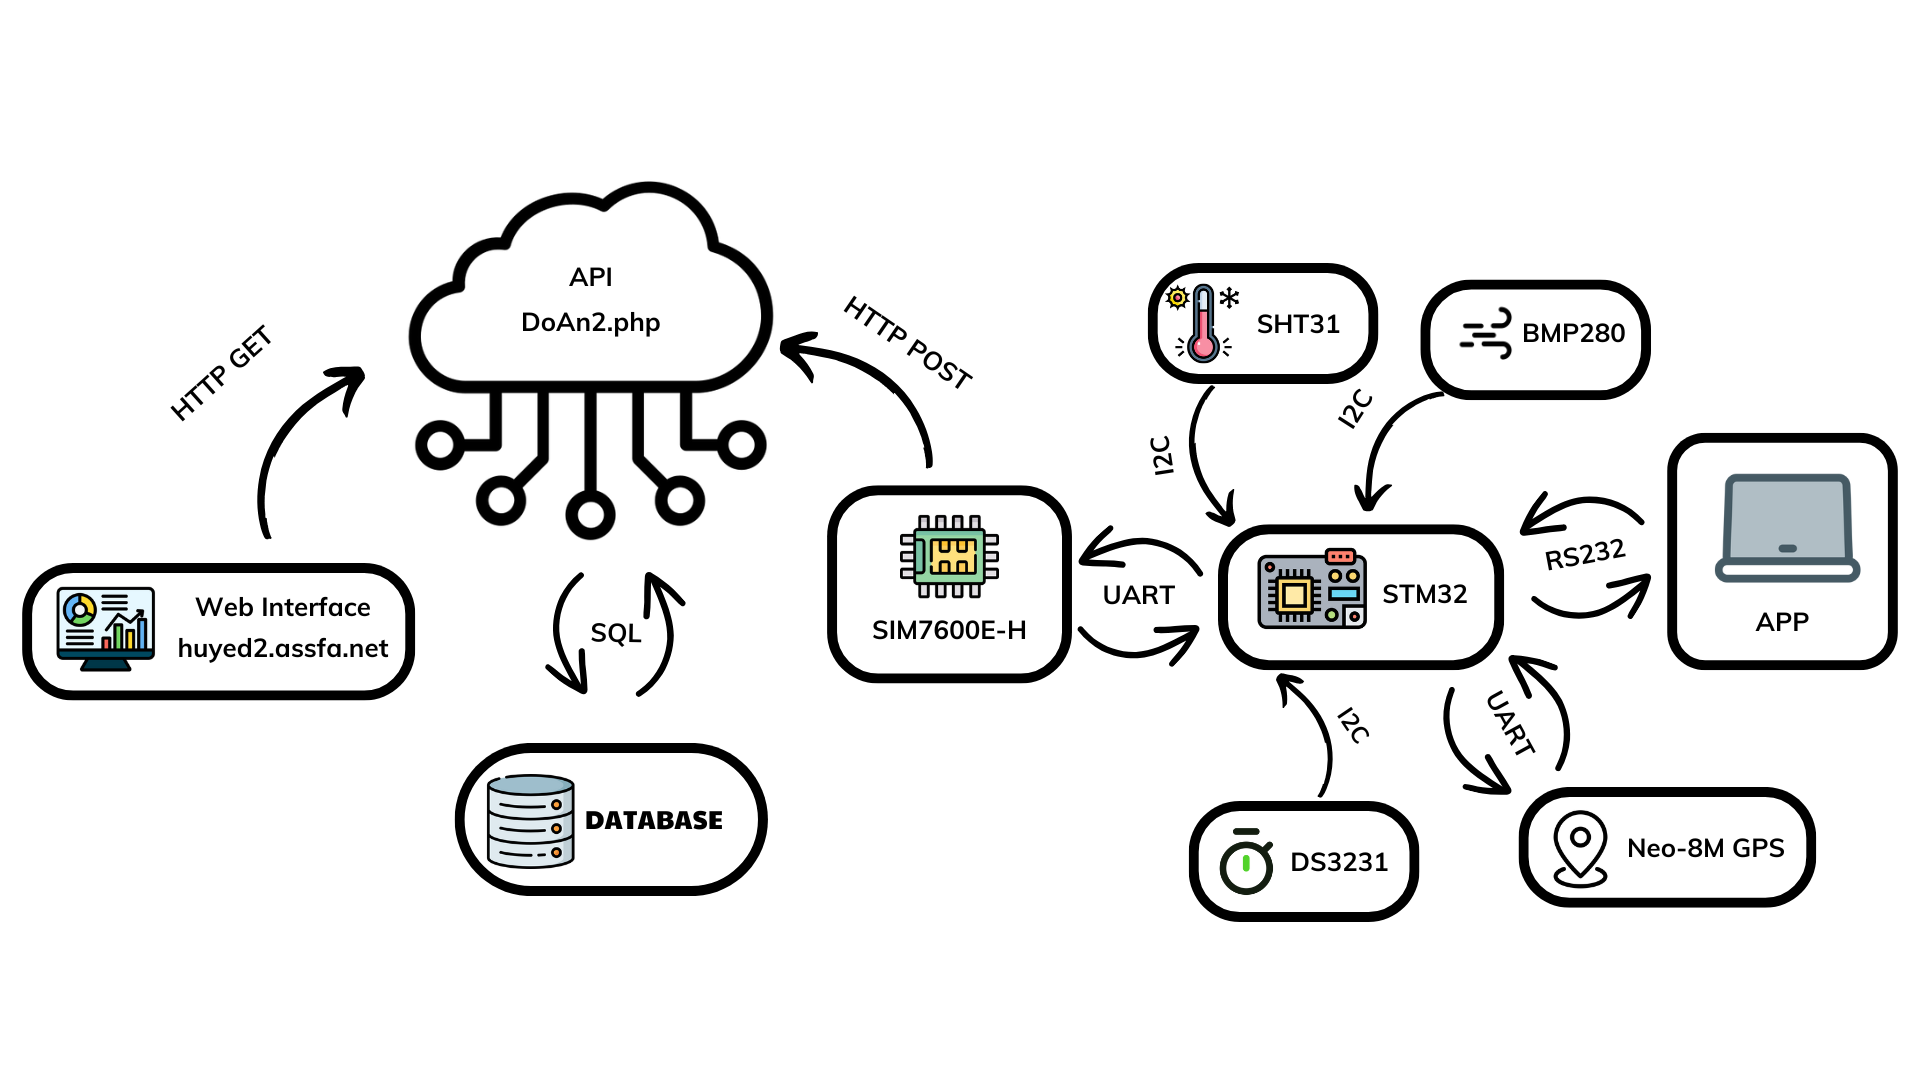 HTTP GET
API
DoAn2.php
HTTP POST
SHT31
BMP280
I2C
I2C
Web Interface
huyed2.assfa.net
SQL
DATABASE
SIM7600E-H
UART
STM32
RS232
APP
I2C
UART
DS3231
Neo-8M GPS